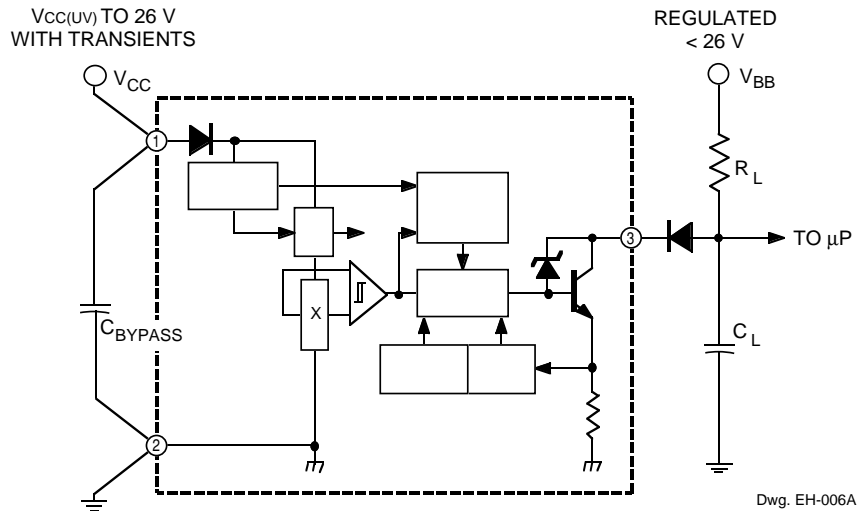 VCC(UV) TO 26 V
WITH TRANSIENTS
VCC
REGULATED
< 26 V
VBB
1
RL
3
TO µP
X
CBYPASS
CL
2
Dwg. EH-006A